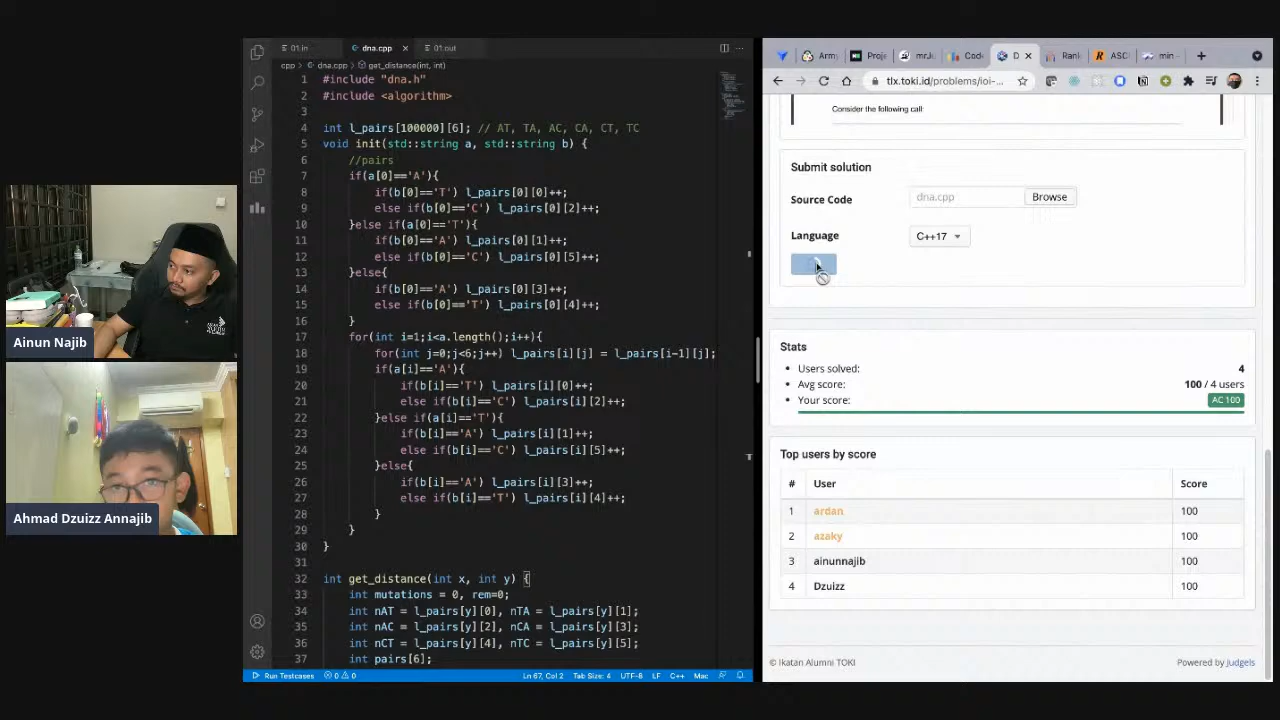 Ainun Najib
Ahmad Dzuizz Annajib
01.in
dna.cpp
01.out
cpp > dna.cpp > get_distance(int, int)
1 #include "dna.h"
2 #include <algorithm>
3
4 int l_pairs[100000][6]; // AT, TA, AC, CA, CT, TC
5 void init(std::string a, std::string b) {
6 //pairs
7 if(a[0]=='A'){
8 if(b[0]=='T') l_pairs[0][0]++;
9 else if(b[0]=='C') l_pairs[0][2]++;
10 }else if(a[0]=='T'){
11 if(b[0]=='A') l_pairs[0][1]++;
12 else if(b[0]=='C') l_pairs[0][5]++;
13 }else{
14 if(b[0]=='A') l_pairs[0][3]++;
15 else if(b[0]=='T') l_pairs[0][4]++;
16 }
17 for(int i=1;i<a.length();i++){
18 for(int j=0;j<6;j++) l_pairs[i][j] = l_pairs[i-1][j];
19 if(a[i]=='A'){
20 if(b[i]=='T') l_pairs[i][0]++;
21 else if(b[i]=='C') l_pairs[i][2]++;
22 }else if(a[i]=='T'){
23 if(b[i]=='A') l_pairs[i][1]++;
24 else if(b[i]=='C') l_pairs[i][5]++;
25 }else{
26 if(b[i]=='A') l_pairs[i][3]++;
27 else if(b[i]=='T') l_pairs[i][4]++;
28 }
29 }
30 }
31
32 int get_distance(int x, int y) {
33 int mutations = 0, rem=0;
34 int nAT = l_pairs[y][0], nTA = l_pairs[y][1];
35 int nAC = l_pairs[y][2], nCA = l_pairs[y][3];
36 int nCT = l_pairs[y][4], nTC = l_pairs[y][5];
37 int pairs[6];
Run Testcases
0 0
Ln 67, Col 2 Tab Size: 4 UTF-8 LF C++ Mac
Army
Proje
mrJu
Code
D
Rank
ASC
min -
tlx.toki.id/problems/ioi-...
Consider the following call:
Submit solution
Source Code dna.cpp Browse
Language C++17
Stats
Users solved: 4
Avg score: 100 / 4 users
Your score: AC 100
Top users by score
# User Score
1 ardan 100
2 azaky 100
3 ainunnajib 100
4 Dzuizz 100
© Ikatan Alumni TOKI Powered by Judgels